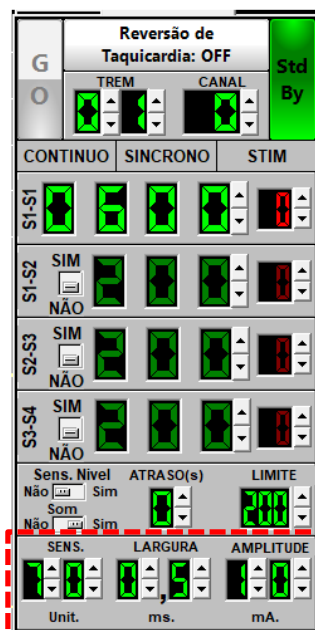 Reversão de
Taquicardia: OFF
GO
Std By
TREM CANAL
0 1 0
CONTINUO SINCRONO STIM
S1-S1 0 6 0 0 0
S1-S2 SIM NÃO 2 0 0 0
S2-S3 SIM NÃO 2 0 0 0
S3-S4 SIM NÃO 2 0 0 0
Sens. Nivel ATRASO(s) LIMITE
Não Sim
Som
Não Sim
0 200
SENS. LARGURA AMPLITUDE
7 0 0,5 1 0
Unit. ms. mA.